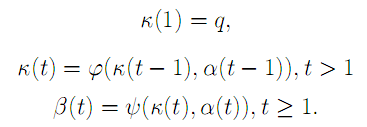 κ(1) = q,
κ(t) = φ(κ(t − 1), α(t − 1)), t > 1
β(t) = ψ(κ(t), α(t)), t ≥ 1.